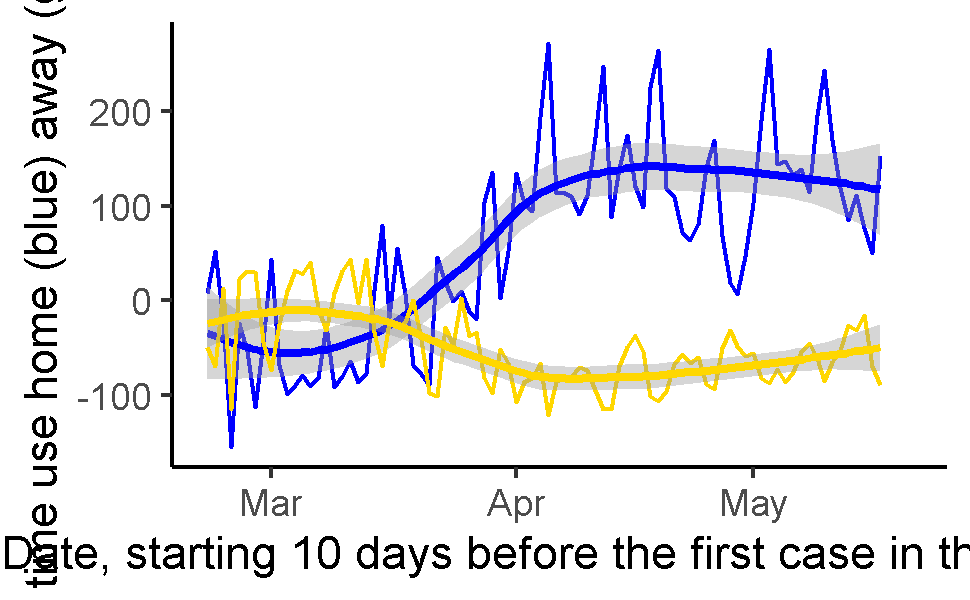 time use home (blue) away (
200
100
0
-100
Mar Apr May
Date, starting 10 days before the first case in th